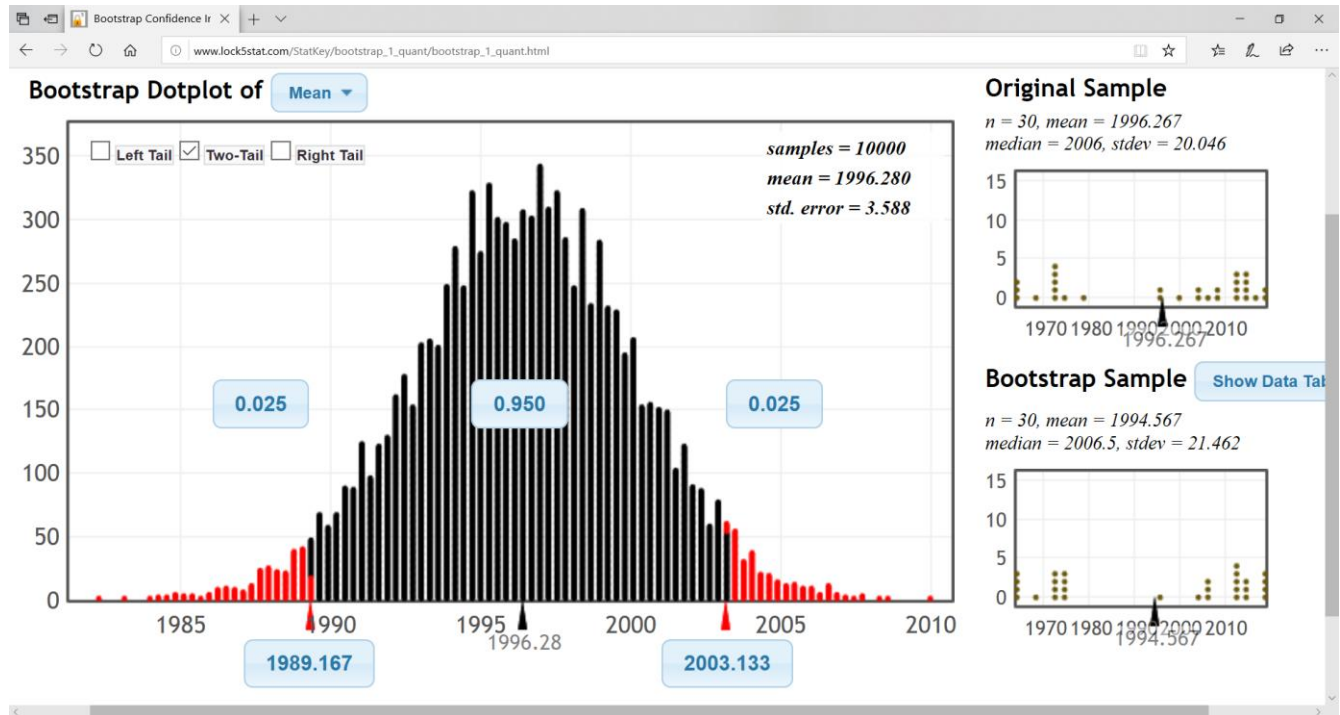 Bootstrap Confidence Ir
www.lock5stat.com/StatKey/bootstrap_1_quant/bootstrap_1_quant.html
Bootstrap Dotplot of Mean
Left Tail Two-Tail Right Tail
samples = 10000
mean = 1996.280
std. error = 3.588
350
300
250
200
150
100
50
0
0.025
0.950
0.025
1985 1990 1995 2000 2005 2010
1996.28
1989.167
2003.133
Original Sample
n = 30, mean = 1996.267
median = 2006, stdev = 20.046
15
10
5
0
1970 1980 1990 2000 2010
1996.267
Bootstrap Sample Show Data Tab
n = 30, mean = 1994.567
median = 2006.5, stdev = 21.462
15
10
5
0
1970 1980 1990 2000 2010
1994.567